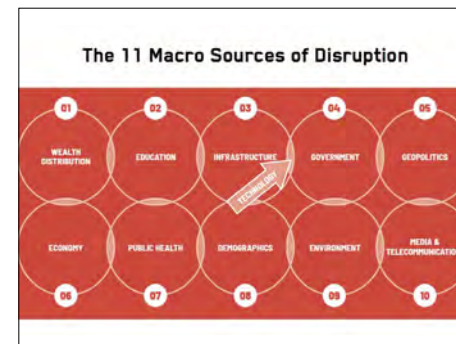 The 11 Macro Sources of Disruption
01
02
03
04
05
WEALTH
DISTRIBUTION
EDUCATION
INFRASTRUCTURE
GOVERNMENT
GEOPOLITICS
TECHNOLOGY
ECONOMY
PUBLIC HEALTH
DEMOGRAPHICS
ENVIRONMENT
MEDIA &
TELECOMMUNICATIO
06
07
08
09
10